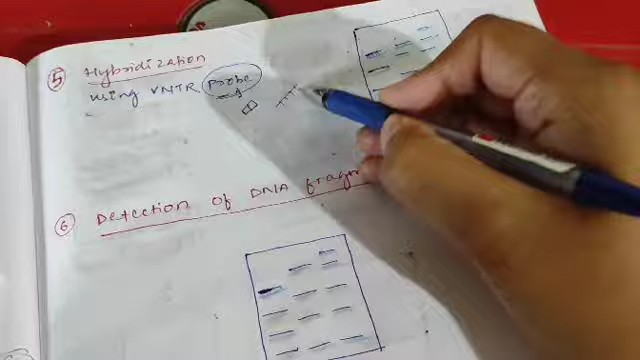 5 Hybridization
using VNTR Probe
6 Detection of DNA fragm